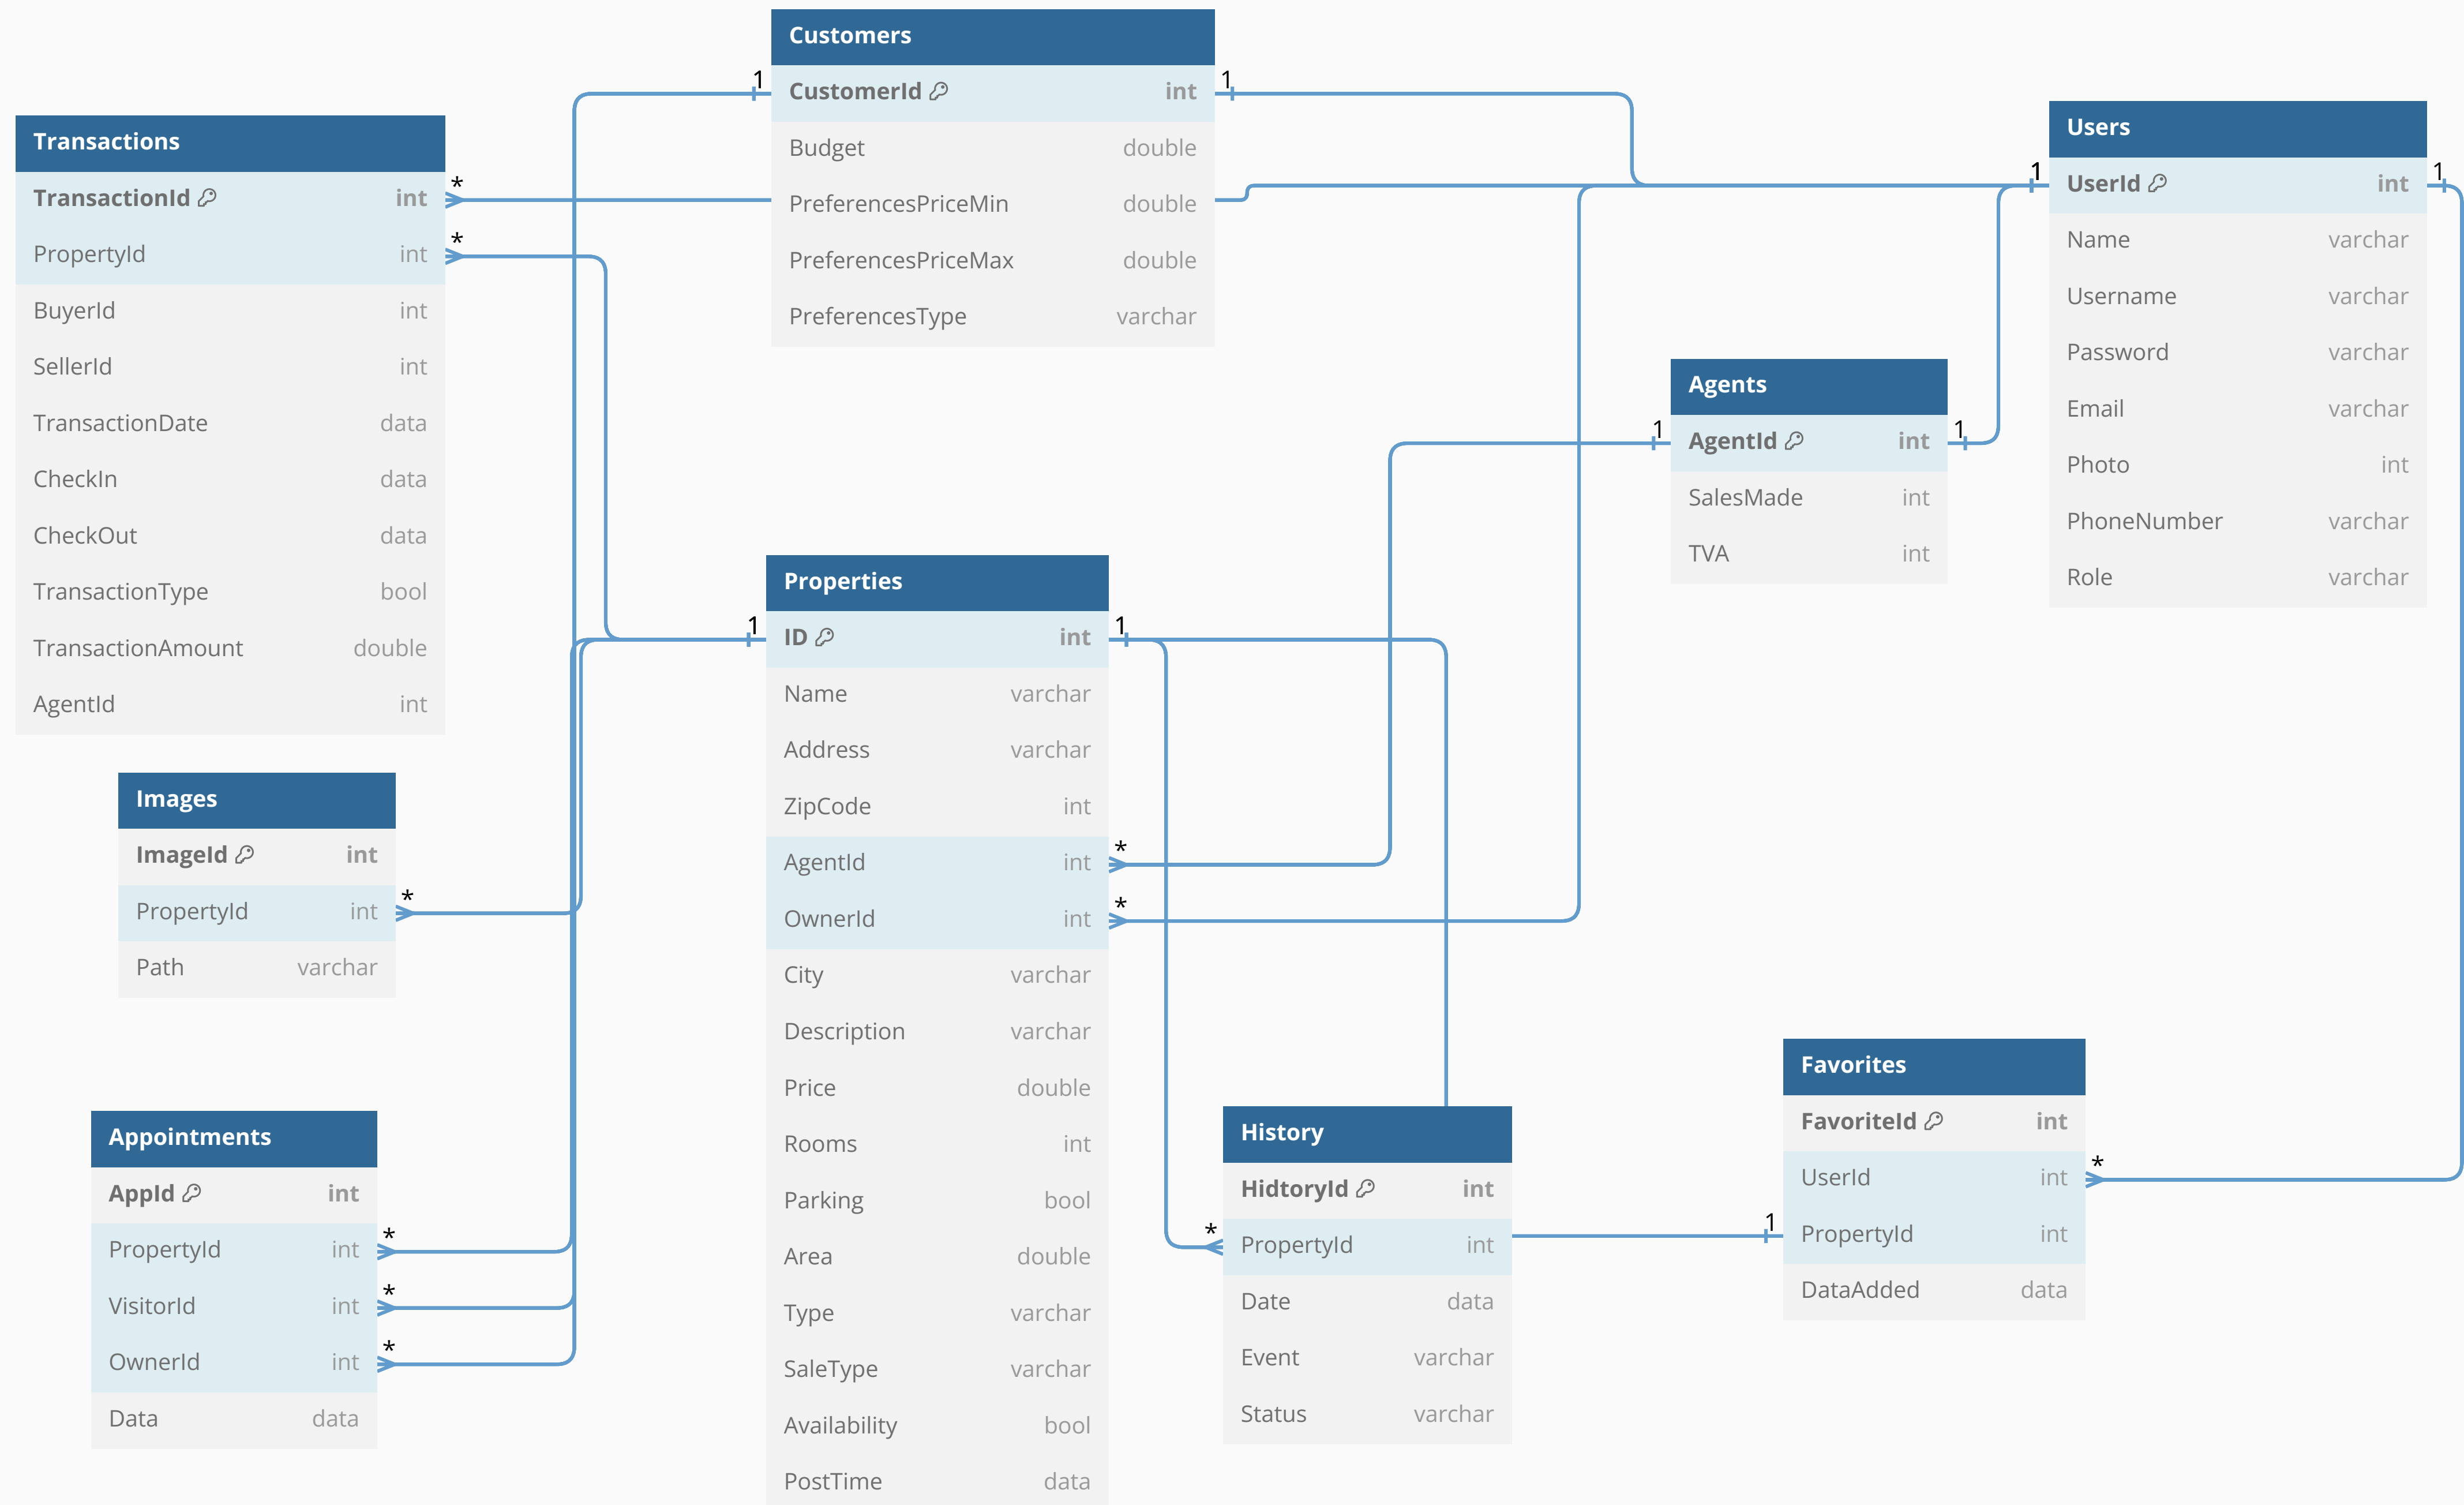 Customers
1 CustomerId int 1
Budget double
PreferencesPriceMin double
PreferencesPriceMax double
PreferencesType varchar
Transactions
TransactionId int *
PropertyId int *
BuyerId int
SellerId int
TransactionDate data
CheckIn data
CheckOut data
TransactionType bool
TransactionAmount double
AgentId int
Users
1 UserId int 1
Name varchar
Username varchar
Password varchar
Email varchar
Photo int
PhoneNumber varchar
Role varchar
Agents
1 AgentId int 1
SalesMade int
TVA int
Properties
1 ID int 1
Name varchar
Address varchar
ZipCode int
AgentId int *
OwnerId int *
City varchar
Description varchar
Price double
Rooms int
Parking bool
Area double
Type varchar
SaleType varchar
Availability bool
PostTime data
Images
ImageId int
PropertyId int *
Path varchar
Appointments
AppId int
PropertyId int *
VisitorId int *
OwnerId int *
Data data
History
HidtoryId int
* PropertyId int
Date data
Event varchar
Status varchar
Favorites
FavoriteId int
UserId int *
1 PropertyId int
DataAdded data